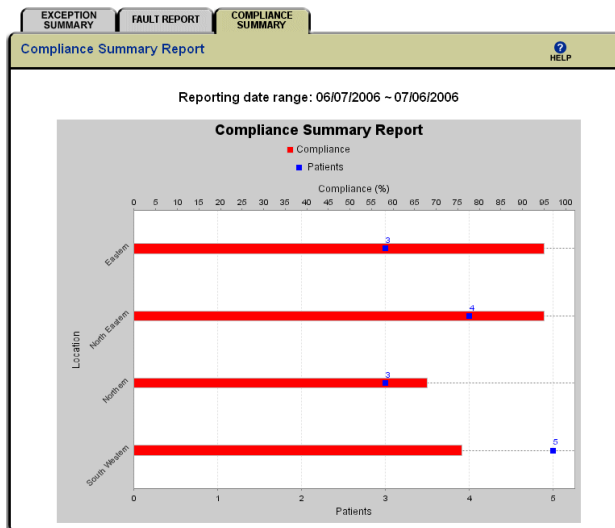 EXCEPTION
SUMMARY
FAULT REPORT
COMPLIANCE
SUMMARY
Compliance Summary Report
?
HELP
Reporting date range: 06/07/2006 ~ 07/06/2006
Compliance Summary Report
Compliance
Patients
Compliance (%)
0 5 10 15 20 25 30 35 40 45 50 55 60 65 70 75 80 85 90 95 100
Location
Eastern
3
North Eastern
4
Northern
3
South Western
5
0 1 2 3 4 5
Patients